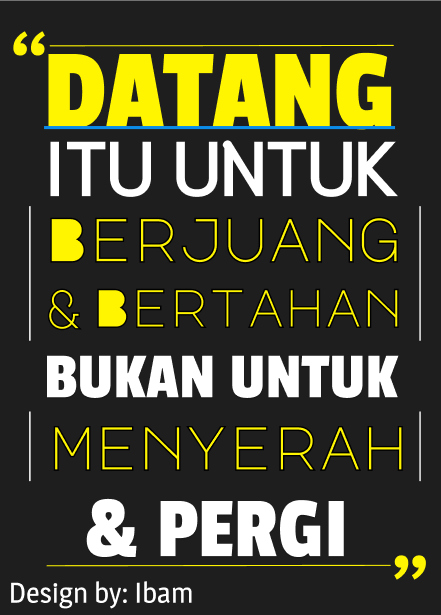 “DATANG
ITU UNTUK
BERJUANG
& BERTAHAN
BUKAN UNTUK
MENYERAH
& PERGI”
Design by: Ibam